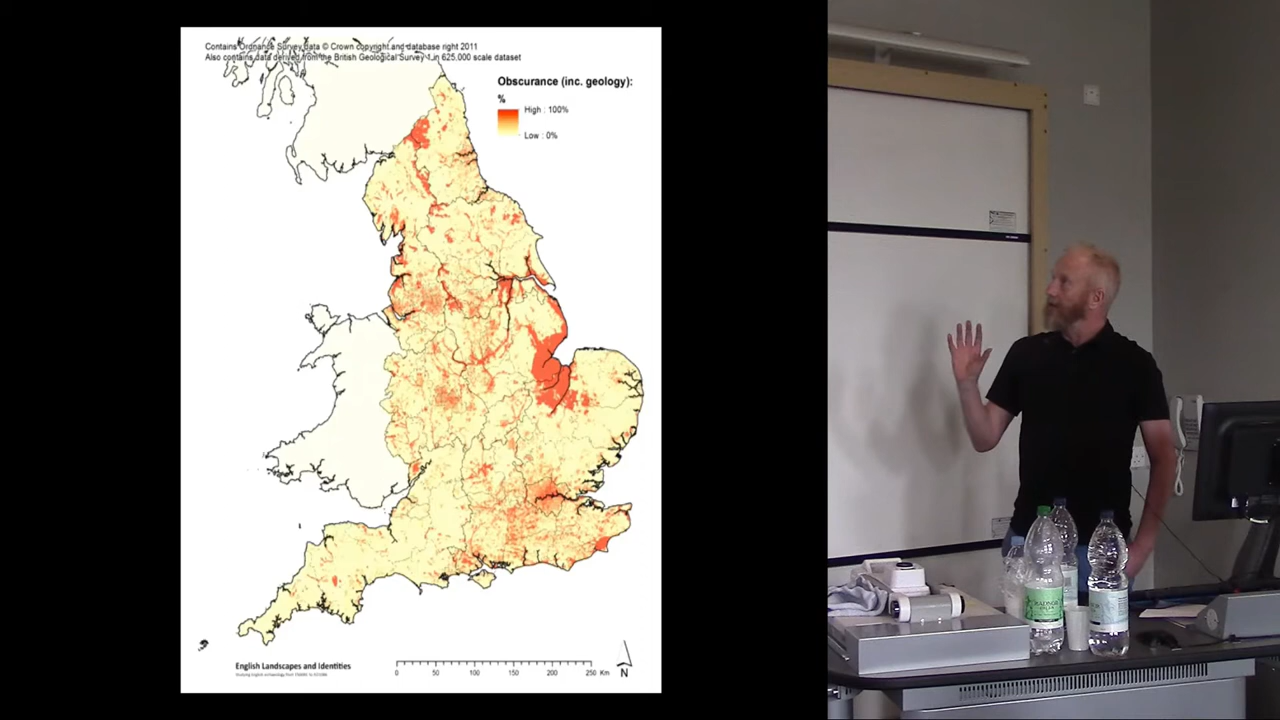 Contains Ordnance Survey data © Crown copyright and database right 2011
Also contains data derived from the British Geological Survey 1 in 625,000 scale dataset
Obscurance (inc. geology):
%
High : 100%
Low : 0%
English Landscapes and Identities
0 50 100 150 200 250 Km
N